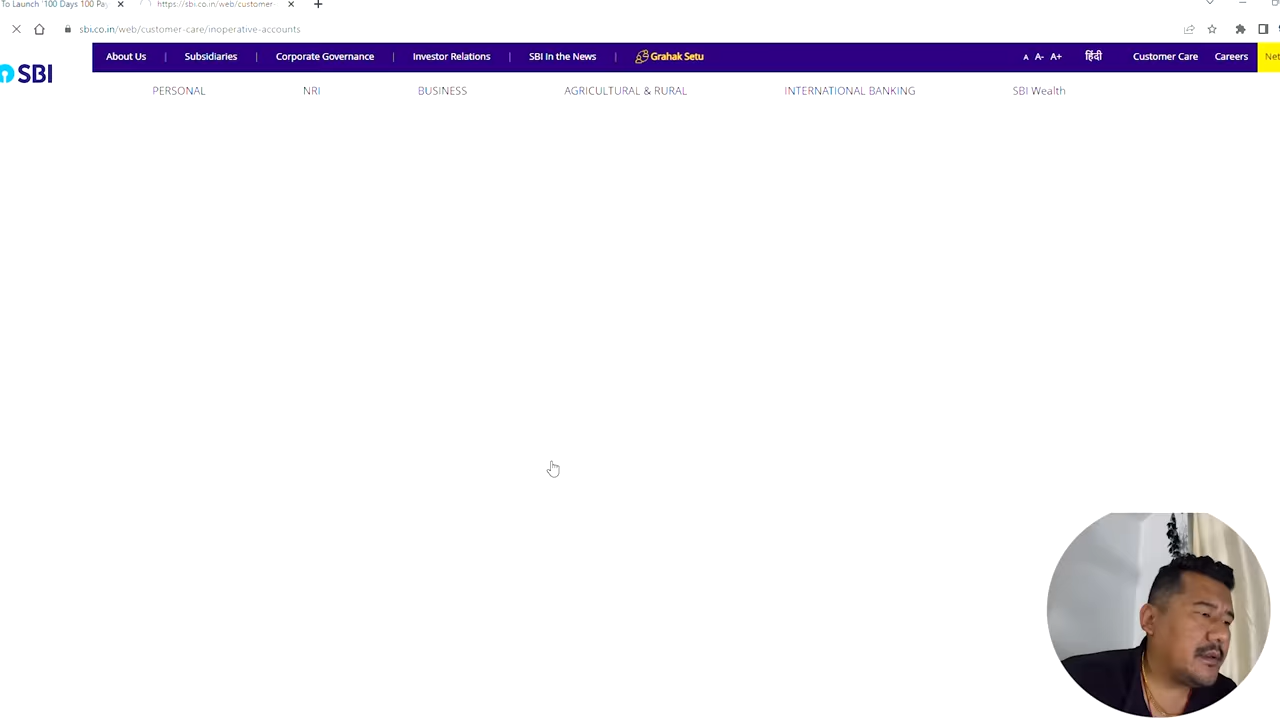 To Launch '100 Days 100 Pay
https://sbi.co.in/web/customer-
sbi.co.in/web/customer-care/inoperative-accounts
About Us | Subsidiaries | Corporate Governance | Investor Relations | SBI In the News | Grahak Setu A A- A+ हिंदी Customer Care Careers Net
SBI
PERSONAL NRI BUSINESS AGRICULTURAL & RURAL INTERNATIONAL BANKING SBI Wealth